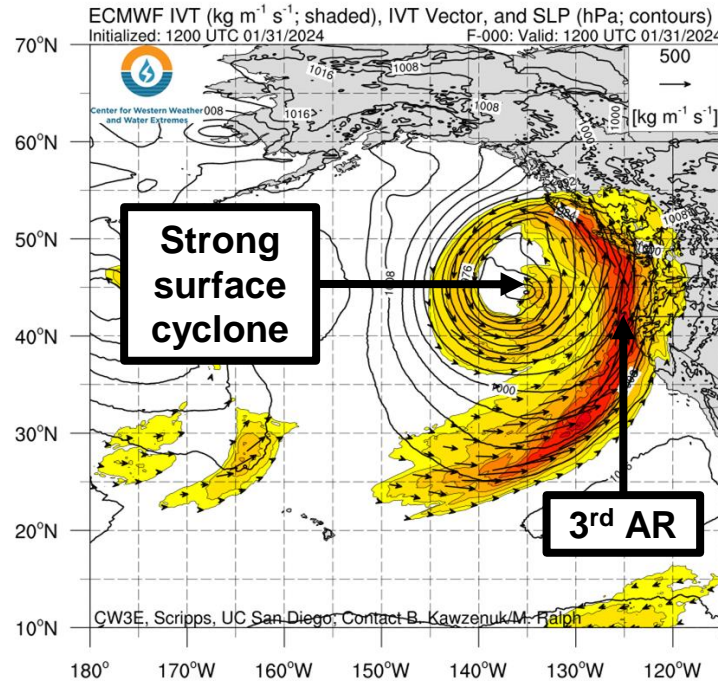 ECMWF IVT (kg m⁻¹ s⁻¹; shaded), IVT Vector, and SLP (hPa; contours)
Initialized: 1200 UTC 01/31/2024 F-000: Valid: 1200 UTC 01/31/2024
70°N
60°N
50°N
40°N
30°N
20°N
10°N
Center for Western Weather
and Water Extremes
500
[kg m⁻¹ s⁻¹]
1016
1008
1008
008
1016
1008
1000
1008
1000
Strong
surface
cyclone
3rd AR
CW3E, Scripps, UC San Diego; Contact B. Kawzenuk/M. Ralph
180°
170°W
160°W
150°W
140°W
130°W
120°W